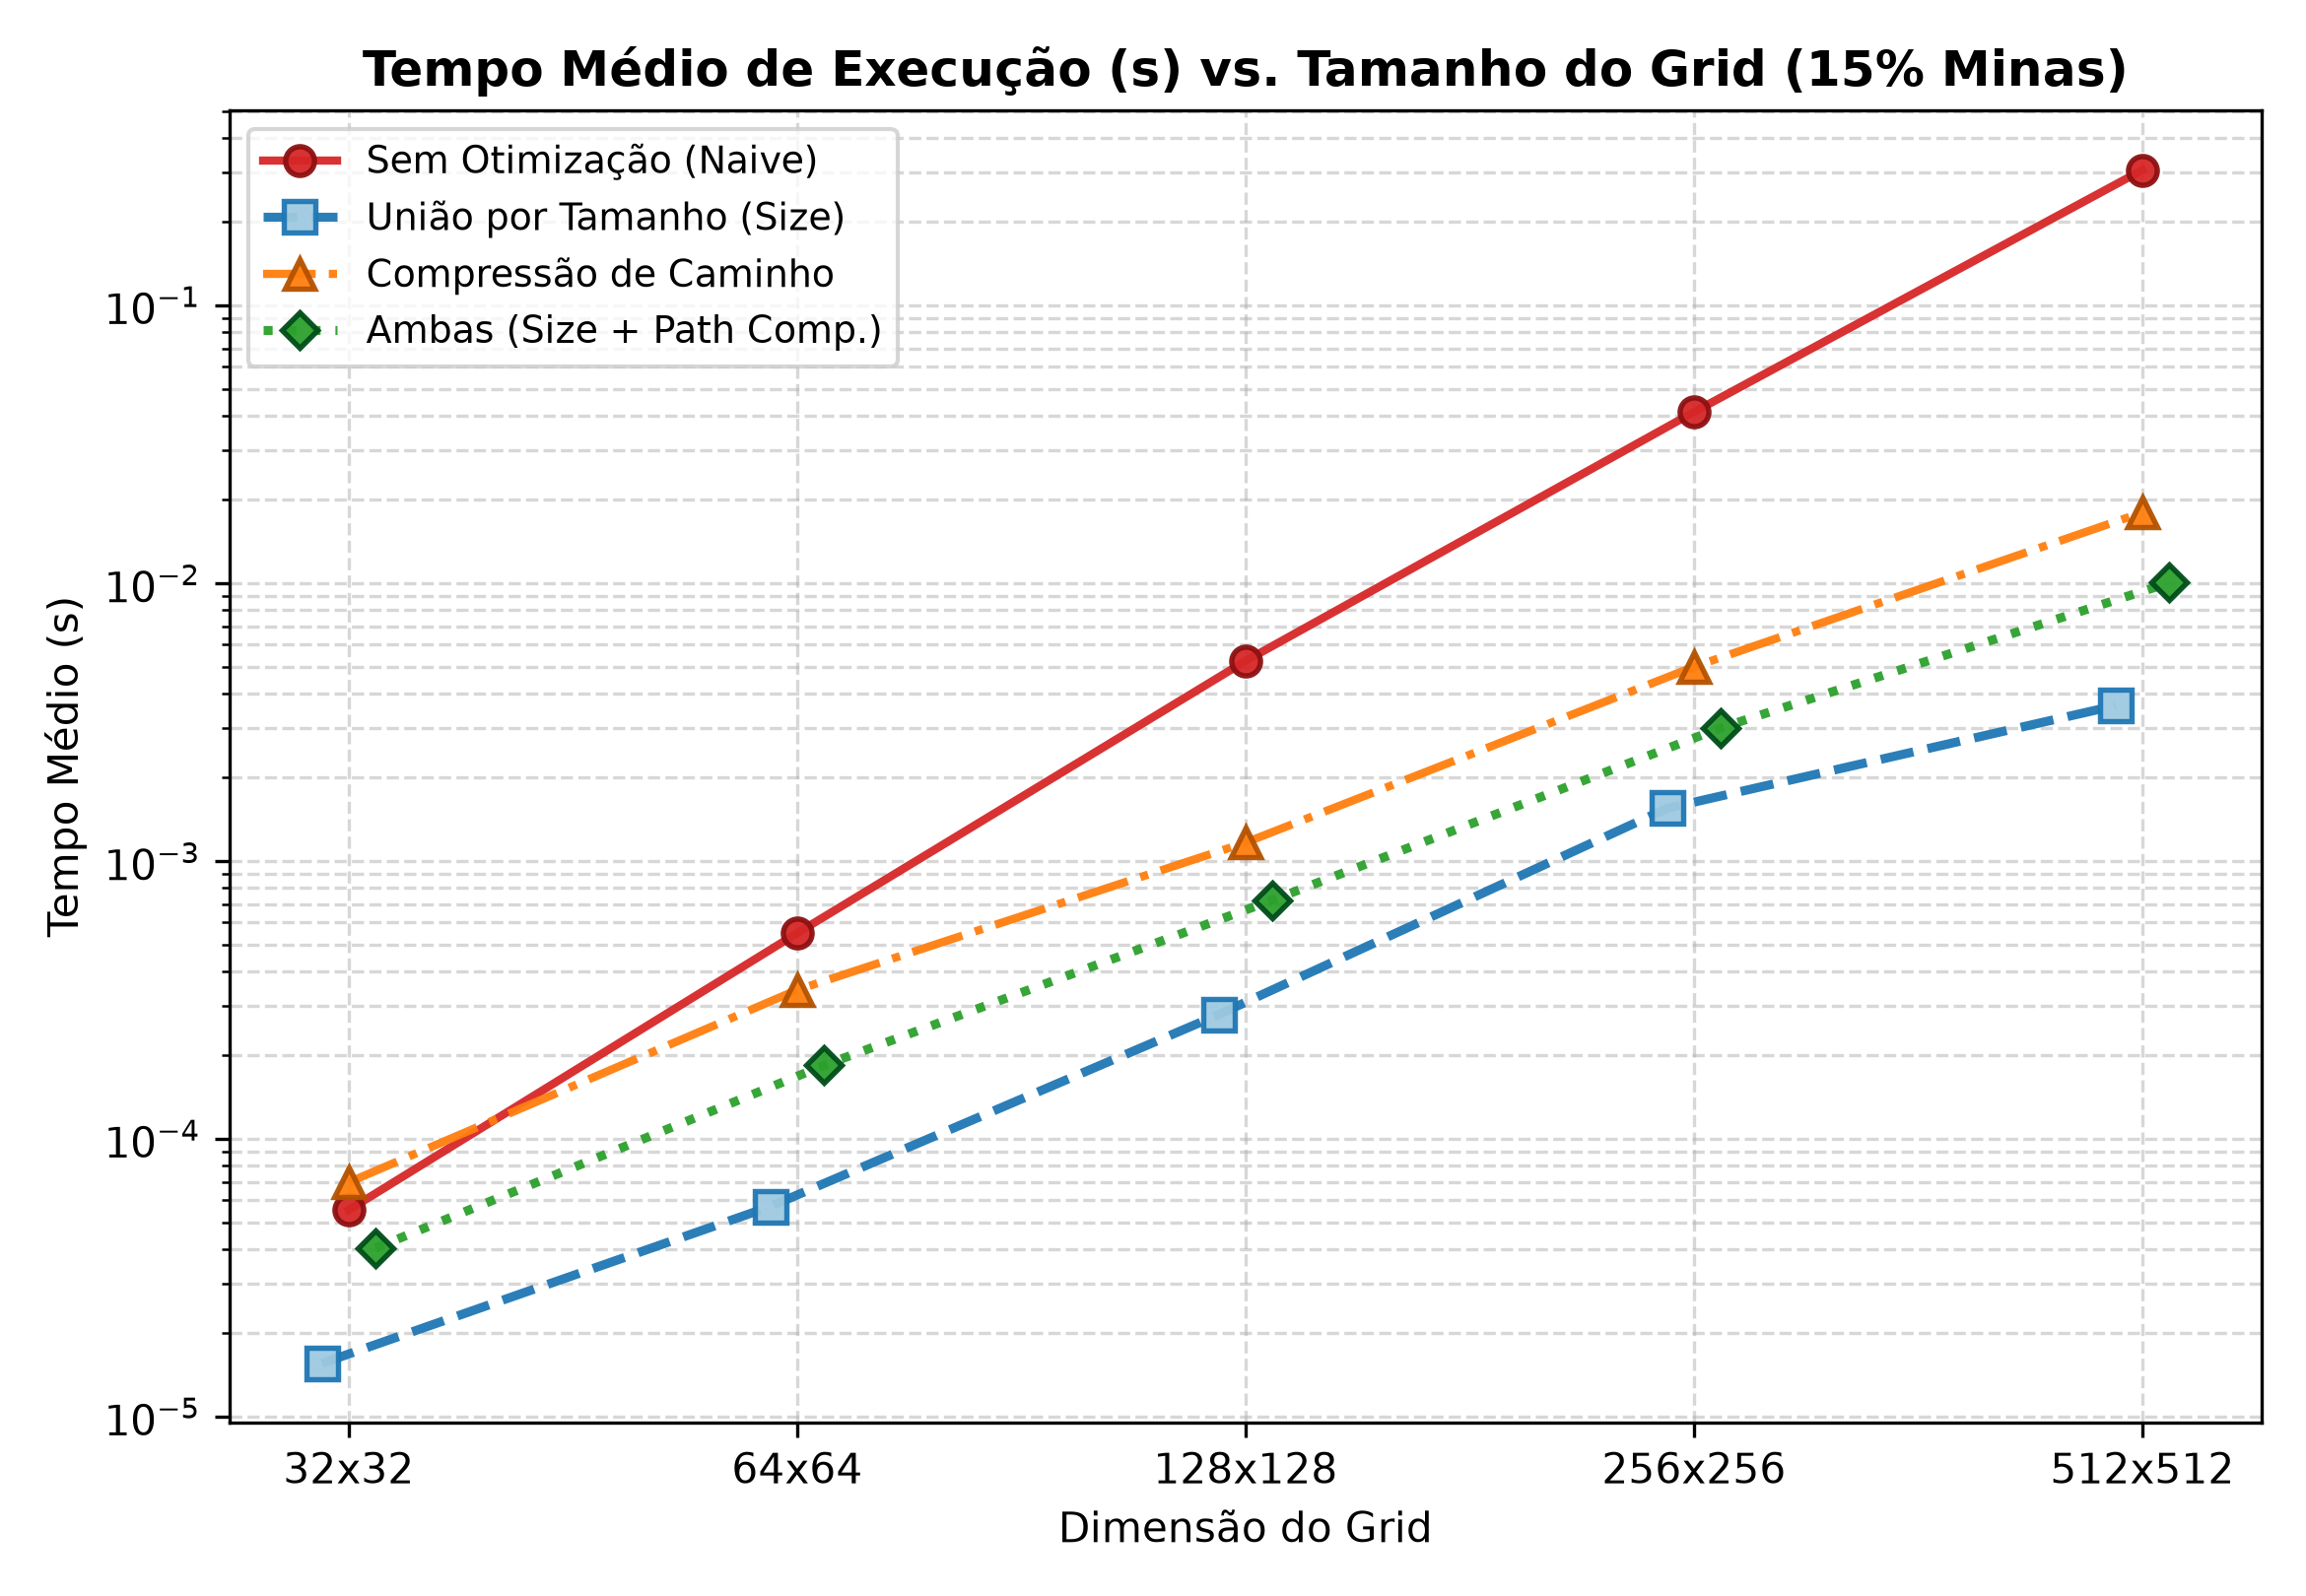 Tempo Médio de Execução (s) vs. Tamanho do Grid (15% Minas)
Sem Otimização (Naive)
União por Tamanho (Size)
Compressão de Caminho
Ambas (Size + Path Comp.)
Tempo Médio (s)
10⁻¹
10⁻²
10⁻³
10⁻⁴
10⁻⁵
32x32 64x64 128x128 256x256 512x512
Dimensão do Grid